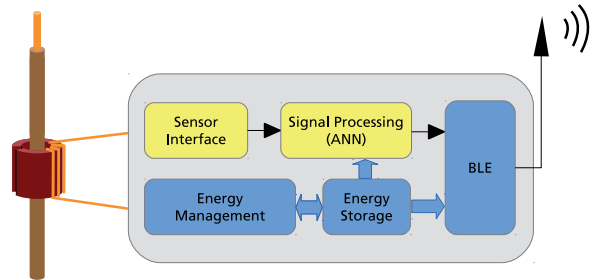 Sensor
Interface
Signal Processing
(ANN)
BLE
Energy
Management
Energy
Storage